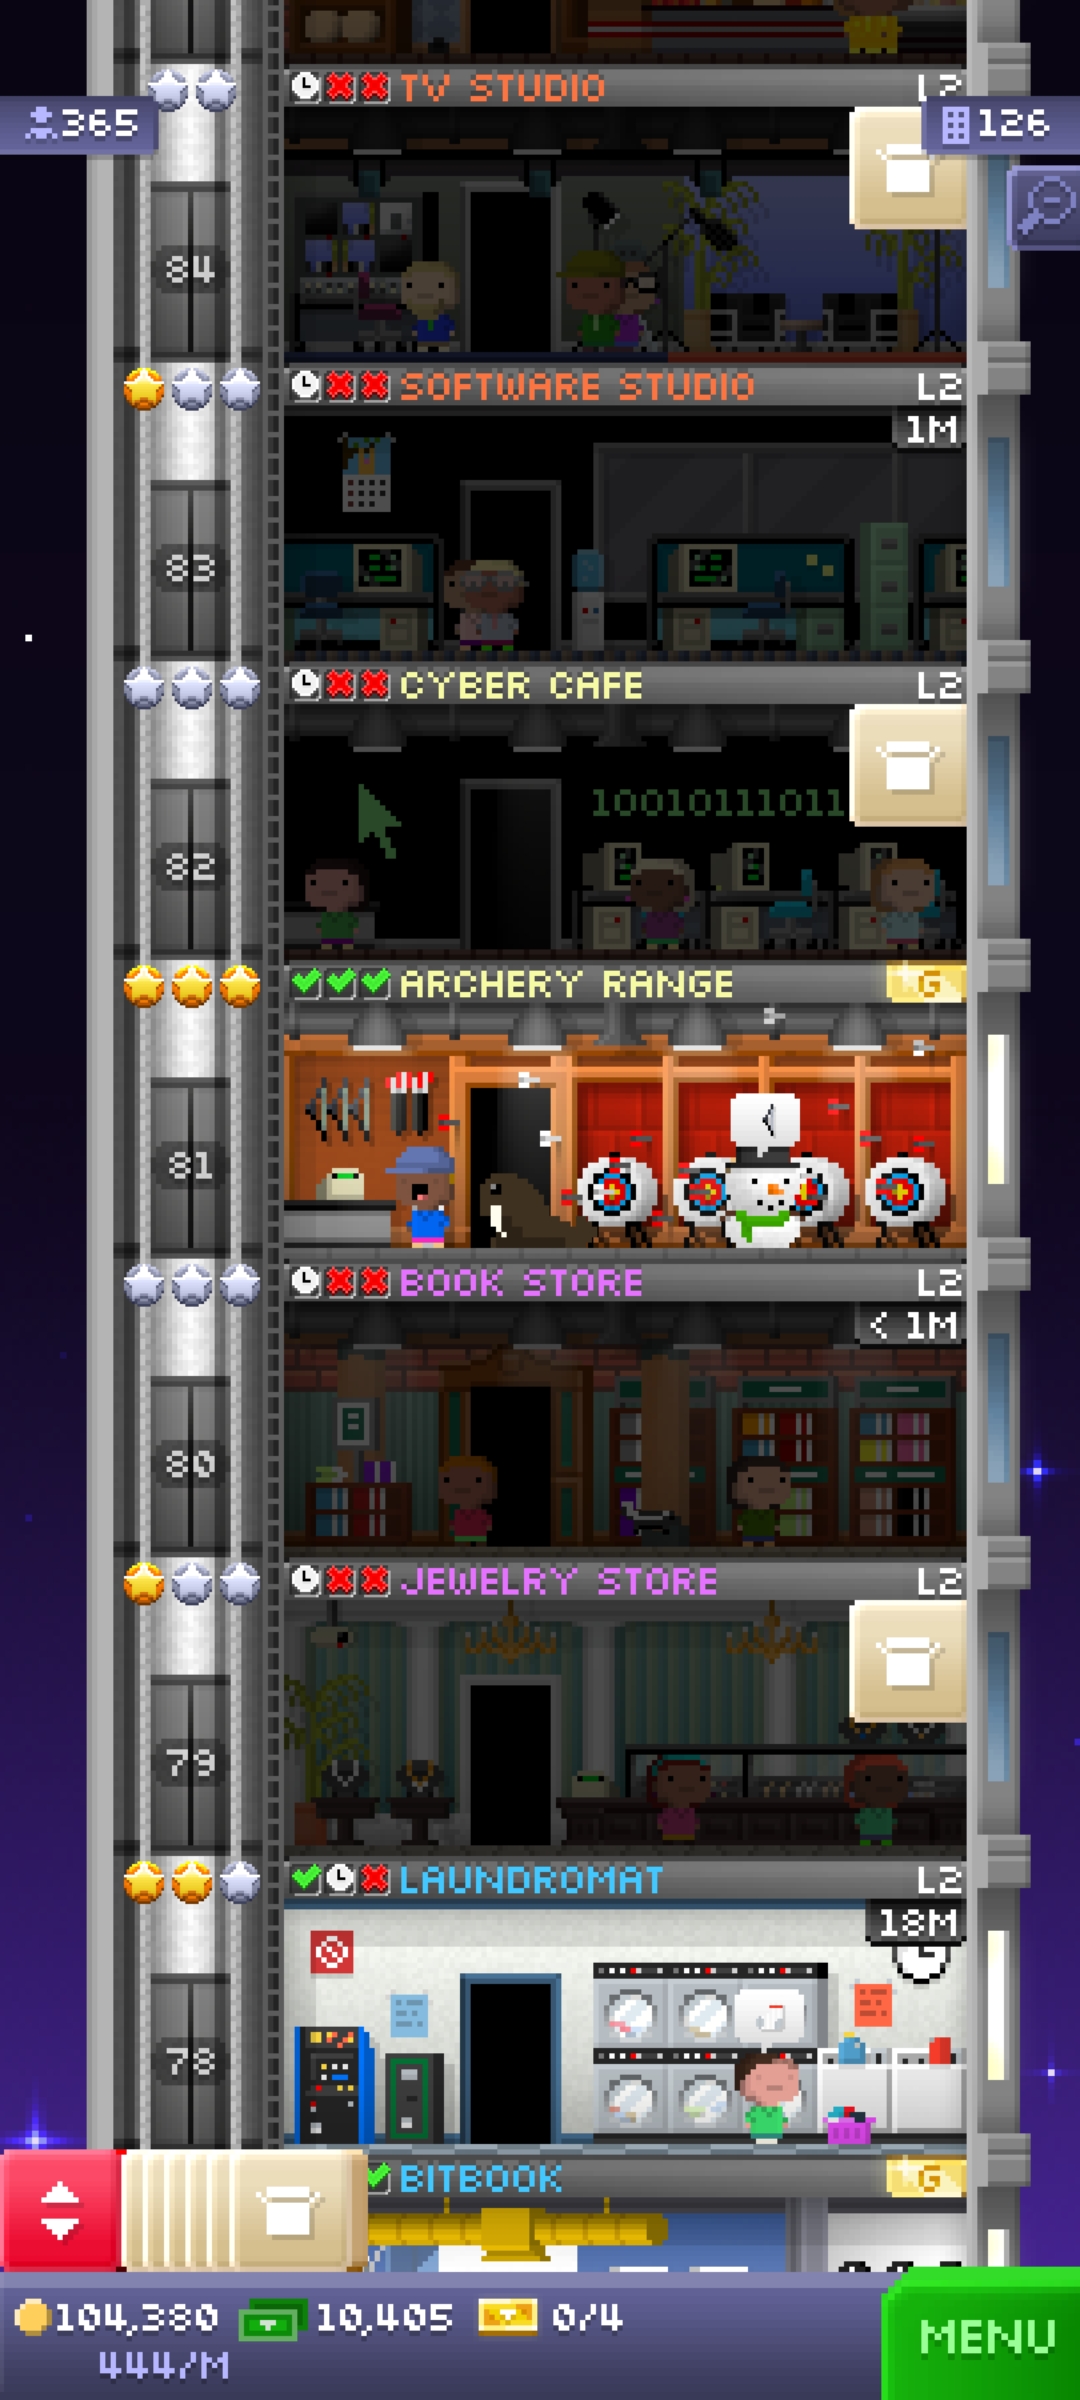 TV STUDIO L2
365
126
84
SOFTWARE STUDIO L2
1M
83
CYBER CAFE L2
10010111011
82
ARCHERY RANGE G
81
BOOK STORE L2
< 1M
80
JEWELRY STORE L2
79
LAUNDROMAT L2
18M
78
BITBOOK G
104,380 10,405 0/4
444/M
MENU